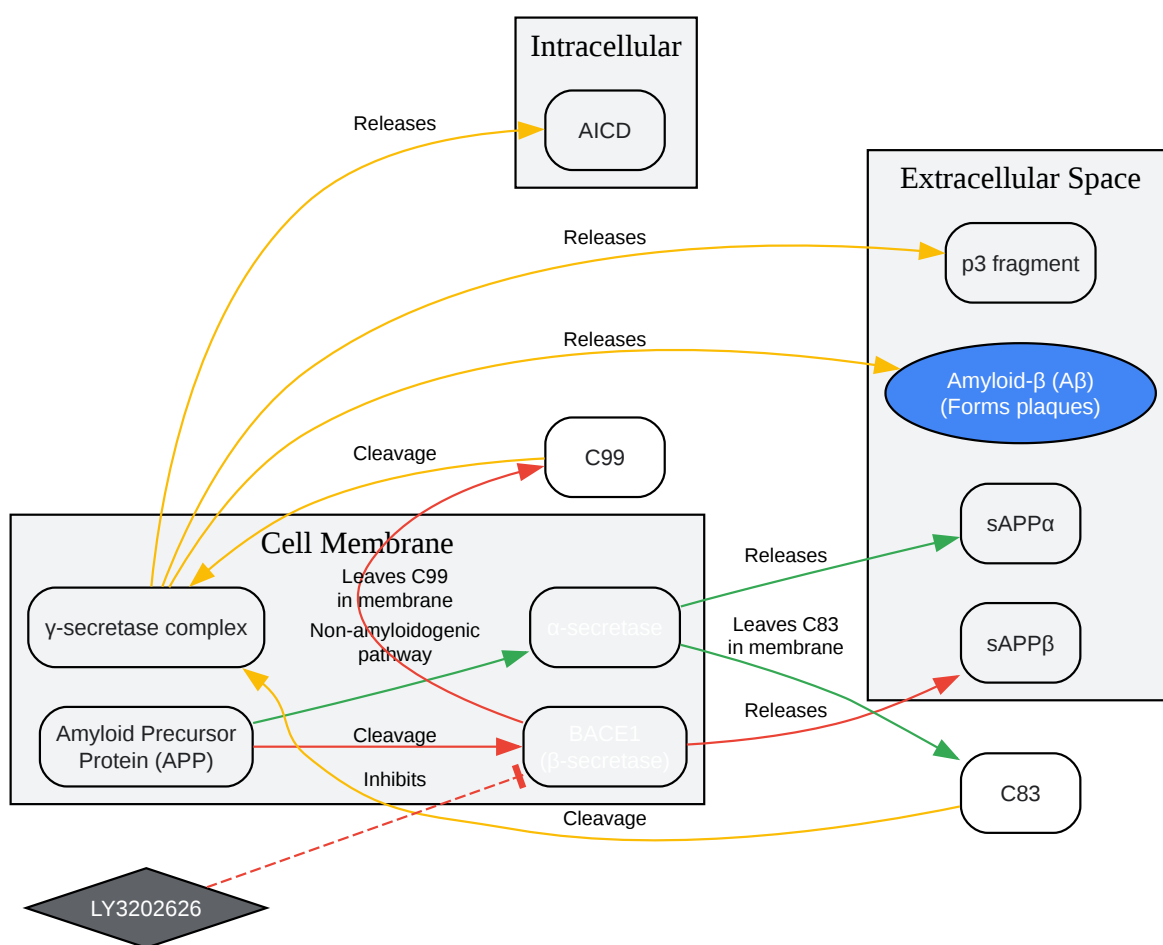 Intracellular
AICD
Releases
Extracellular Space
Releases
p3 fragment
Releases
Amyloid-β (Aβ)
(Forms plaques)
Cleavage
C99
sAPPα
Cell Membrane
Releases
Leaves C99
in membrane
γ-secretase complex
Non-amyloidogenic
pathway
α-secretase
Leaves C83
in membrane
sAPPβ
Amyloid Precursor
Protein (APP)
Cleavage
BACE1
(β-secretase)
Releases
Inhibits
C83
Cleavage
LY3202626